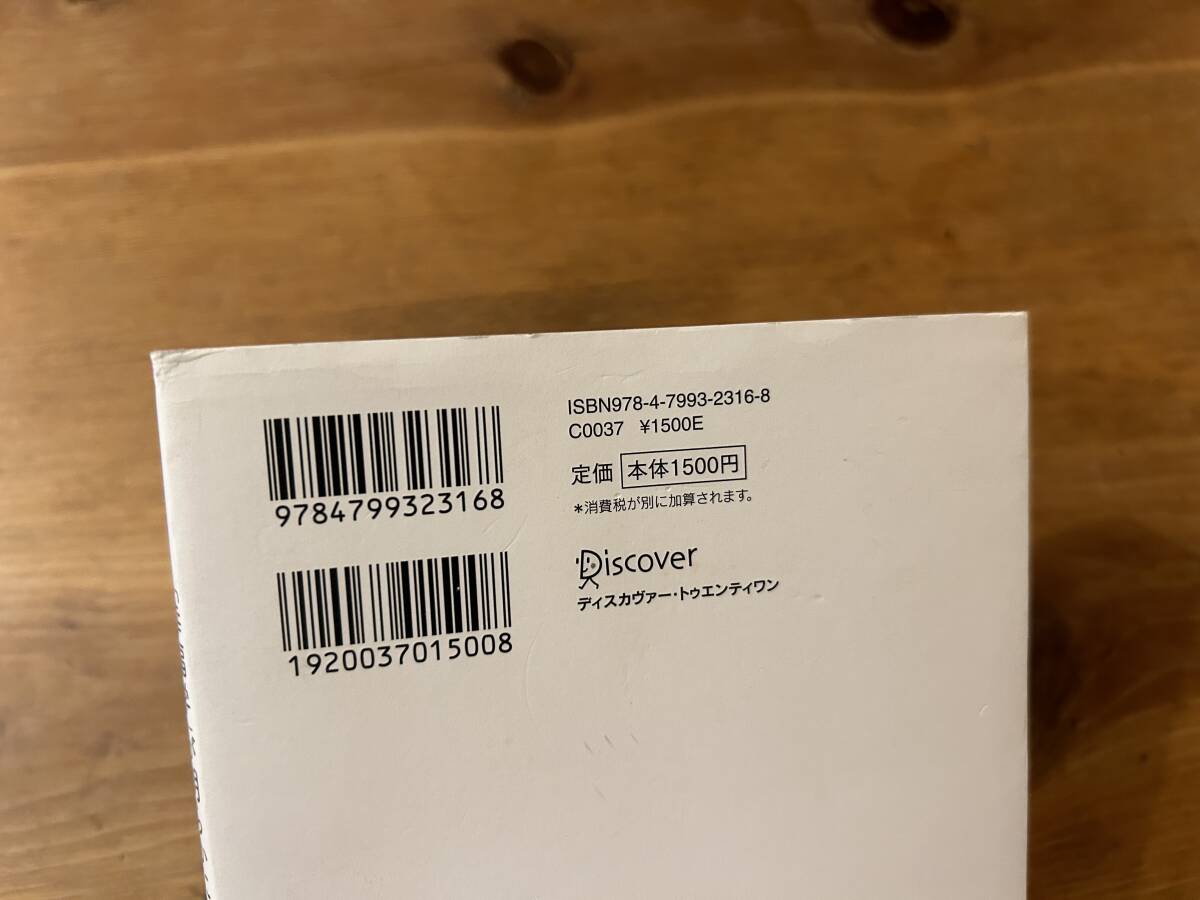 9784799323168
1920037015008
ISBN978-4-7993-2316-8
C0037 ¥1500E
定価 本体1500円
*消費税が別に加算されます。
Discover
ディスカヴァー・トゥエンティワン